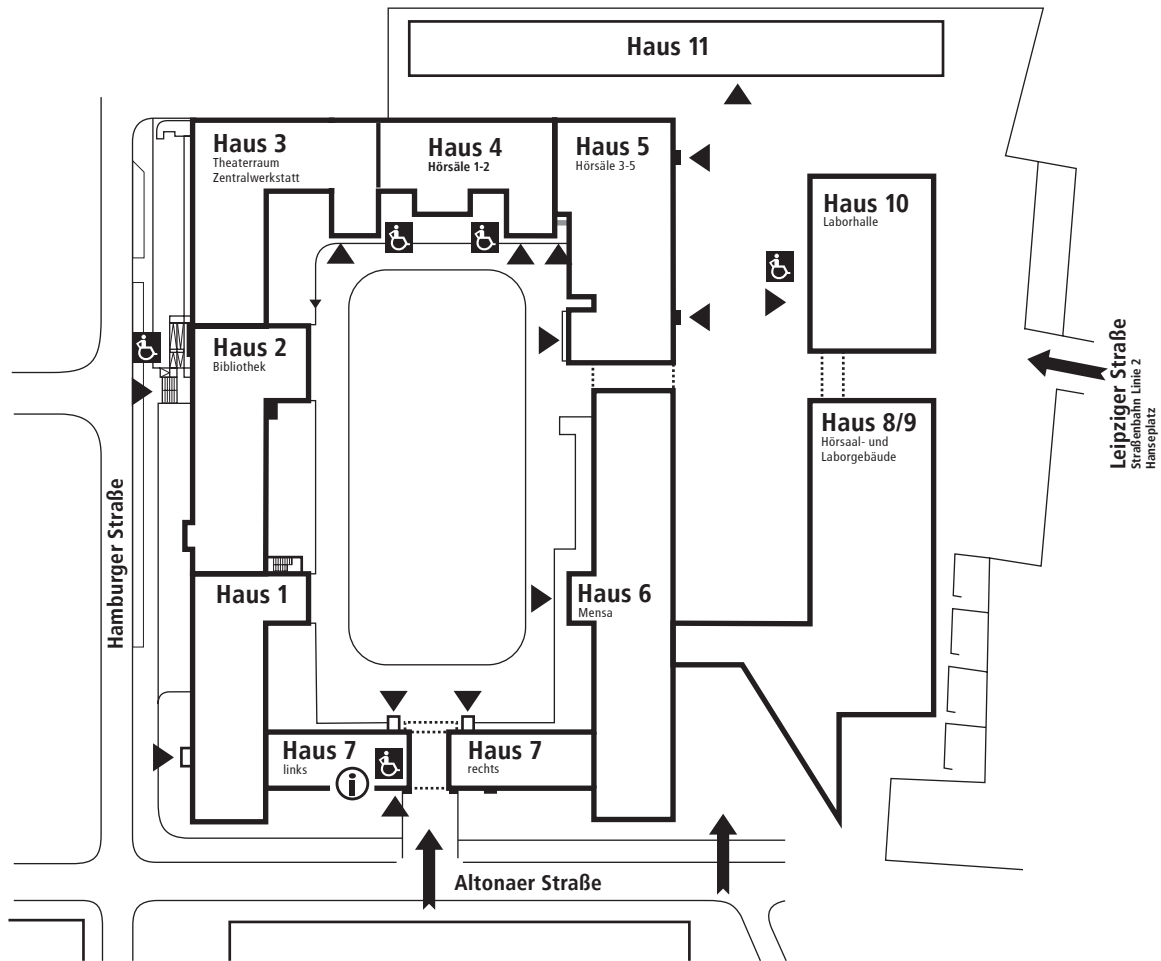 Haus 11
Haus 3
Theaterraum
Zentralwerkstatt
Haus 4
Hörsäle 1-2
Haus 5
Hörsäle 3-5
Haus 10
Laborhalle
Haus 2
Bibliothek
Leipziger Straße
Straßenbahn Linie 2
Hanseplatz
Haus 8/9
Hörsaal- und
Laborgebäude
Hamburger Straße
Haus 1
Haus 6
Mensa
Haus 7
links
i
Haus 7
rechts
Altonaer Straße